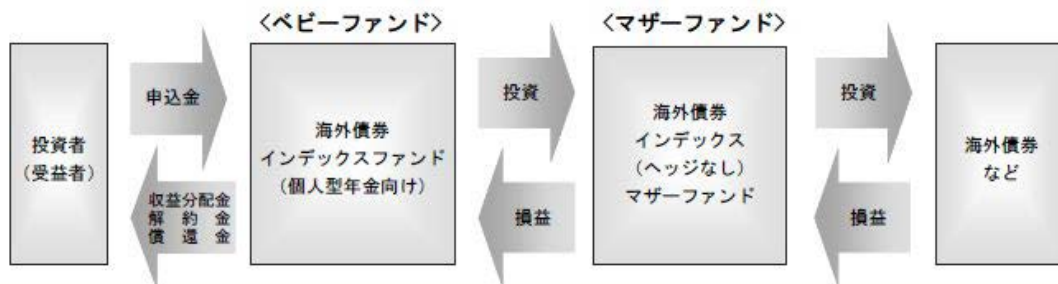 〈ベビーファンド〉
〈マザーファンド〉
投資者
（受益者）
申込金
収益分配金
解約金
償還金
海外債券
インデックスファンド
（個人型年金向け）
投資
損益
海外債券
インデックス
（ヘッジなし）
マザーファンド
投資
損益
海外債券
など